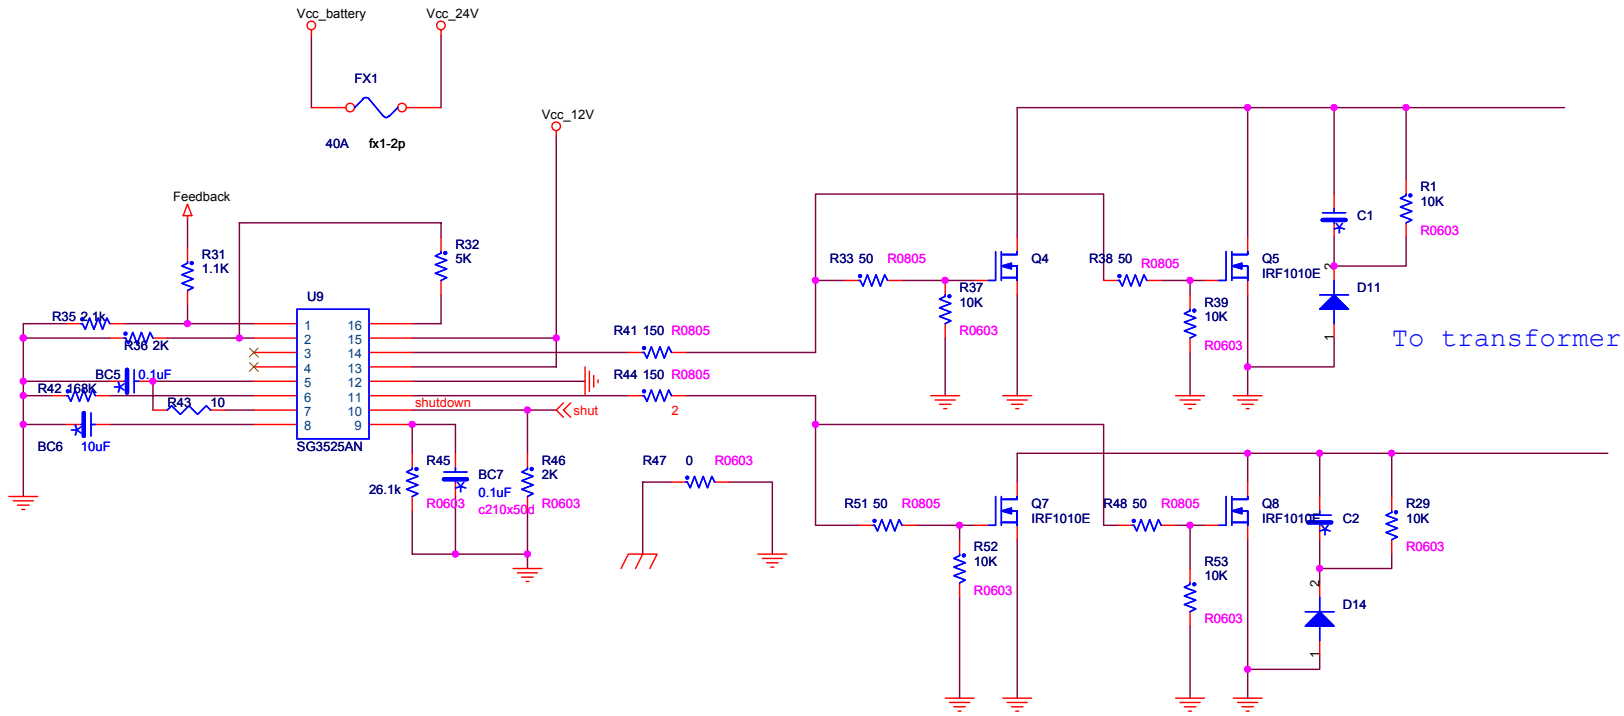 Vcc_battery
Vcc_24V
FX1
40A
fx1-2p
Vcc_12V
Feedback
R31
1.1K
R32
5K
U9
R35 2.1k
R36 2K
BC5
0.1uF
R42 168K
R43 10
BC6
10uF
1
2
3
4
5
6
7
8
16
15
14
13
12
11
10
9
SG3525AN
shutdown
shut
R41 150 R0805
R44 150 R0805
2
R45
26.1k
R0603
BC7
0.1uF
c210x50d
R46
2K
R0603
R47 0 R0603
R33 50 R0805
R37
10K
R0603
Q4
R38 50 R0805
R39
10K
R0603
Q5
IRF1010E
C1
R1
10K
R0603
2
D11
1
To transformer
R51 50 R0805
R52
10K
R0603
Q7
IRF1010E
R48 50 R0805
R53
10K
R0603
Q8
IRF1010E
C2
R29
10K
R0603
2
D14
1